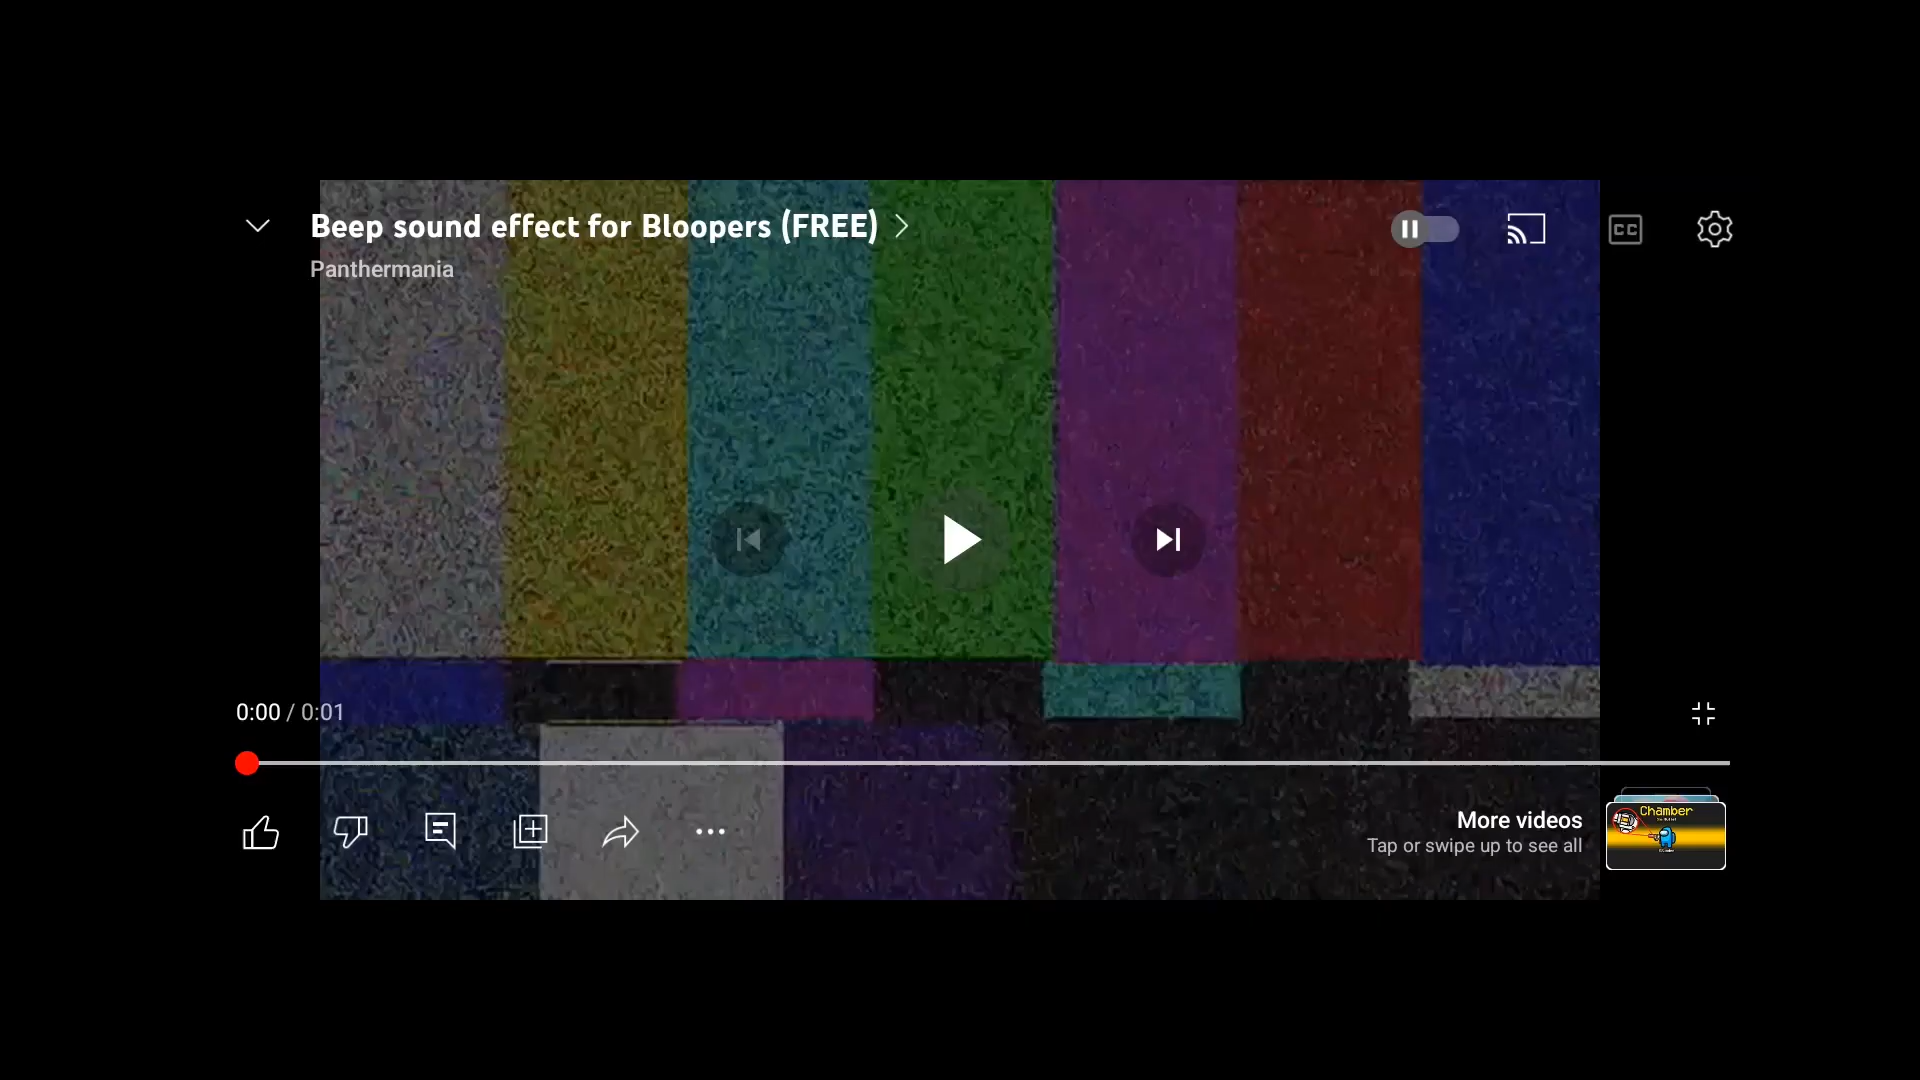 Beep sound effect for Bloopers (FREE)
Panthermania
CC
0:00 / 0:01
More videos
Tap or swipe up to see all
Chamber